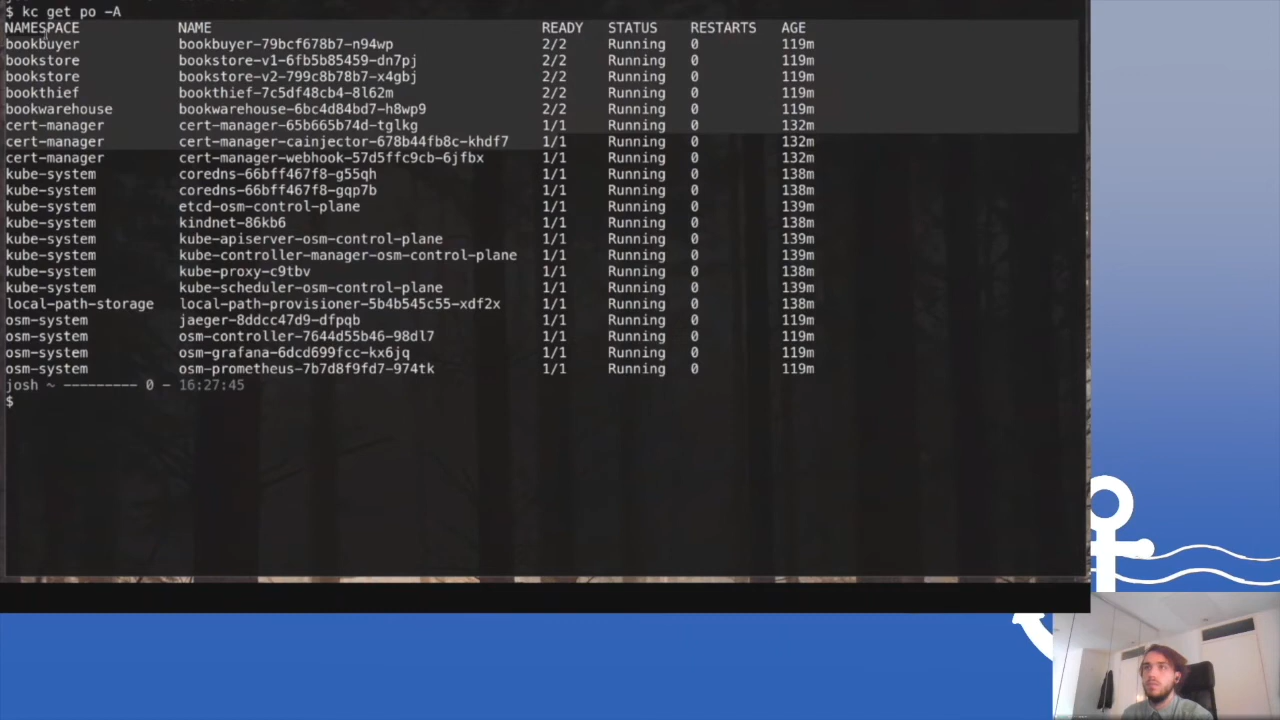 $ kc get po -A
NAMESPACE NAME READY STATUS RESTARTS AGE
bookbuyer bookbuyer-79bcf678b7-n94wp 2/2 Running 0 119m
bookstore bookstore-v1-6fb5b85459-dn7pj 2/2 Running 0 119m
bookstore bookstore-v2-799c8b78b7-x4gbj 2/2 Running 0 119m
bookthief bookthief-7c5df48cb4-8l62m 2/2 Running 0 119m
bookwarehouse bookwarehouse-6bc4d84bd7-h8wp9 2/2 Running 0 119m
cert-manager cert-manager-65b665b74d-tglkg 1/1 Running 0 132m
cert-manager cert-manager-cainjector-678b44fb8c-khdf7 1/1 Running 0 132m
cert-manager cert-manager-webhook-57d5ffc9cb-6jfbx 1/1 Running 0 132m
kube-system coredns-66bff467f8-g55qh 1/1 Running 0 138m
kube-system coredns-66bff467f8-gqp7b 1/1 Running 0 138m
kube-system etcd-osm-control-plane 1/1 Running 0 139m
kube-system kindnet-86kb6 1/1 Running 0 138m
kube-system kube-apiserver-osm-control-plane 1/1 Running 0 139m
kube-system kube-controller-manager-osm-control-plane 1/1 Running 0 139m
kube-system kube-proxy-c9tbv 1/1 Running 0 138m
kube-system kube-scheduler-osm-control-plane 1/1 Running 0 139m
local-path-storage local-path-provisioner-5b4b545c55-xdf2x 1/1 Running 0 138m
osm-system jaeger-8ddcc47d9-dfpqb 1/1 Running 0 119m
osm-system osm-controller-7644d55b46-98dl7 1/1 Running 0 119m
osm-system osm-grafana-6dcd699fcc-kx6jq 1/1 Running 0 119m
osm-system osm-prometheus-7b7d8f9fd7-974tk 1/1 Running 0 119m
josh ~ --------- 0 - 16:27:45
$